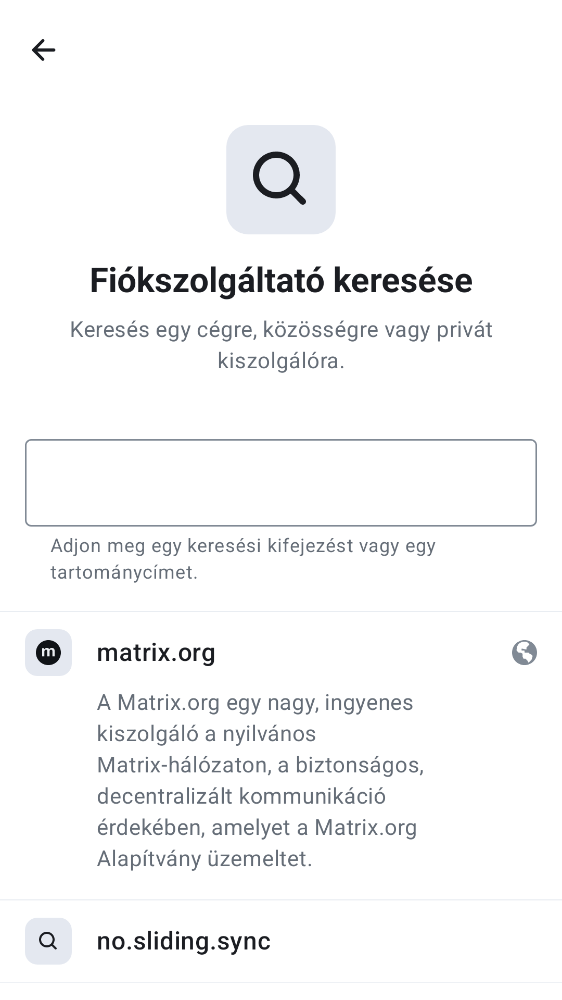 Fiókszolgáltató keresése
Keresés egy cégre, közösségre vagy privát
kiszolgálóra.
Adjon meg egy keresési kifejezést vagy egy
tartománycímet.
m
matrix.org
A Matrix.org egy nagy, ingyenes
kiszolgáló a nyilvános
Matrix-hálózaton, a biztonságos,
decentralizált kommunikáció
érdekében, amelyet a Matrix.org
Alapítvány üzemeltet.
no.sliding.sync